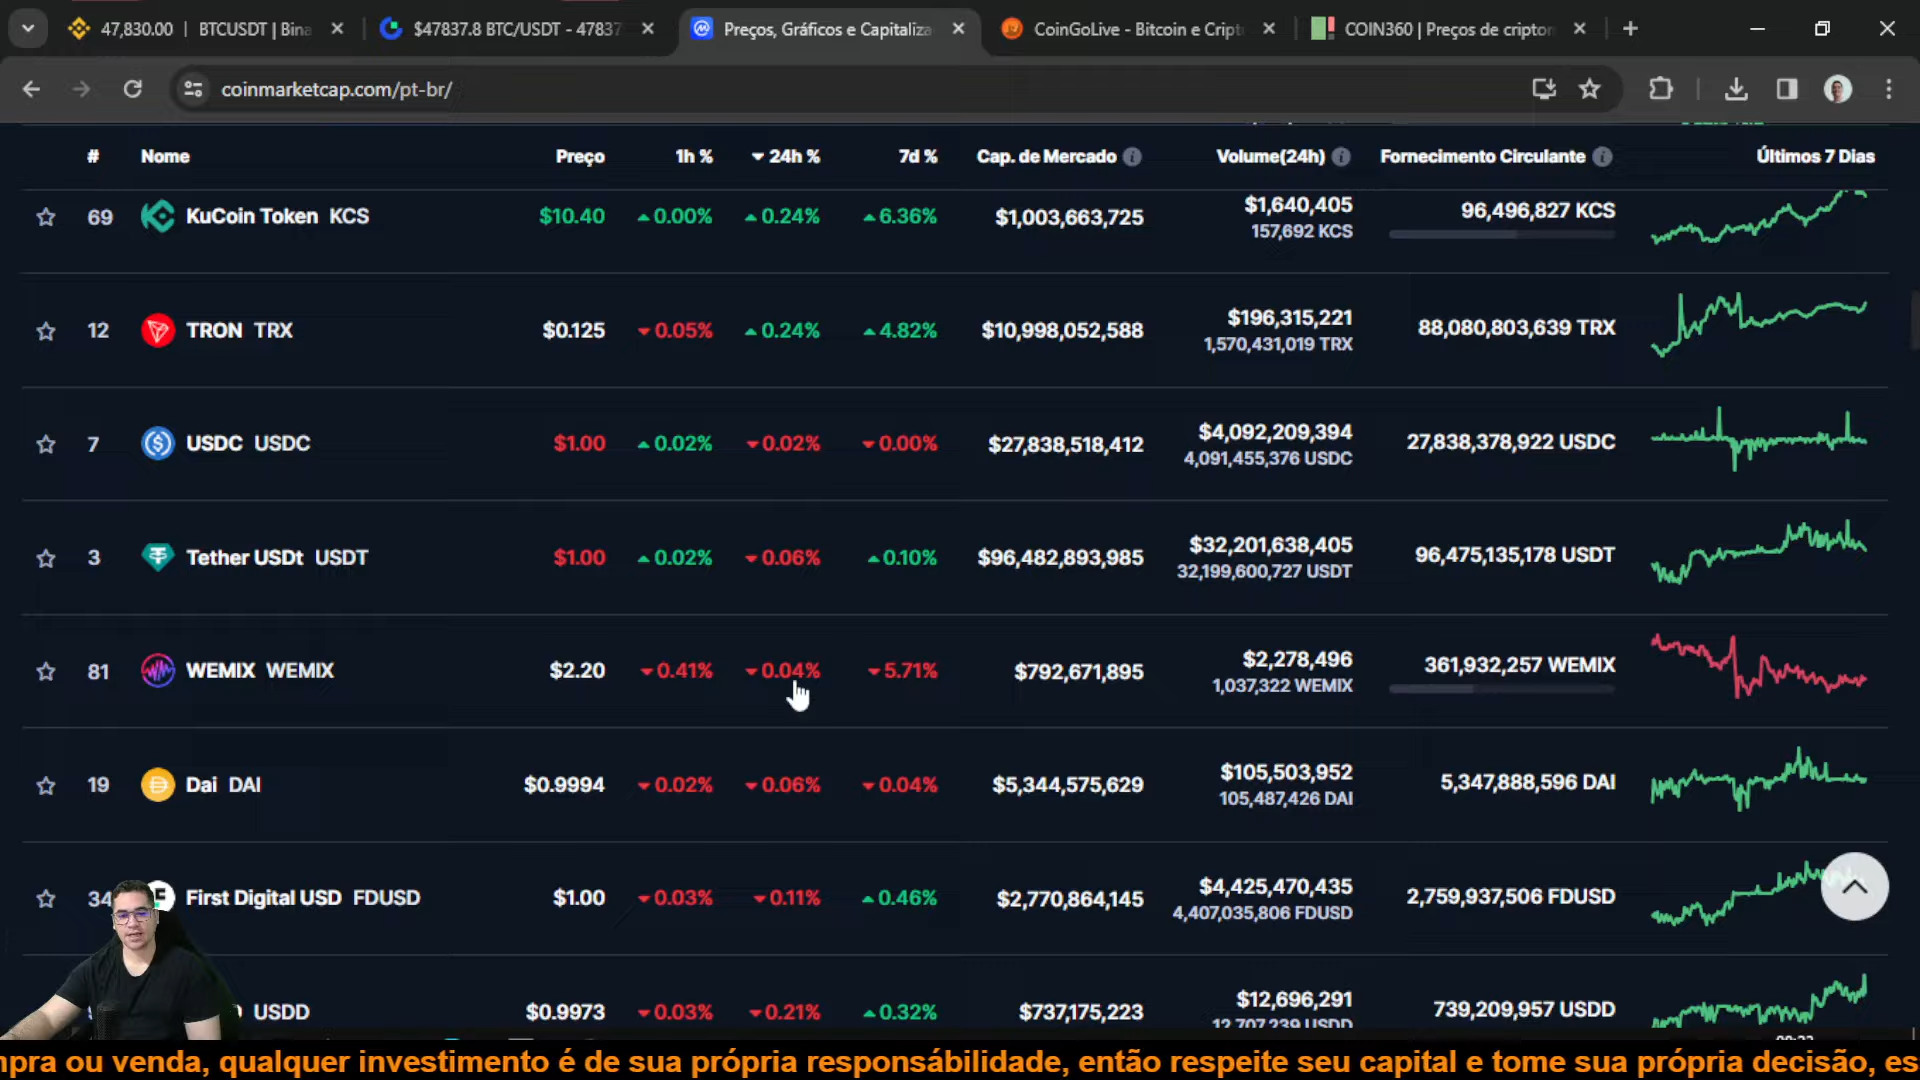 47,830.00 | BTCUSDT | Bina
$47837.8 BTC/USDT - 47837
Preços, Gráficos e Capitaliza
CoinGoLive - Bitcoin e Cript
COIN360 | Preços de cripto
coinmarketcap.com/pt-br/
# Nome Preço 1h % 24h % 7d % Cap. de Mercado Volume(24h) Fornecimento Circulante Últimos 7 Dias
69 KuCoin Token KCS $10.40 0.00% 0.24% 6.36% $1,003,663,725 $1,640,405 96,496,827 KCS
157,692 KCS
12 TRON TRX $0.125 0.05% 0.24% 4.82% $10,998,052,588 $196,315,221 88,080,803,639 TRX
1,570,431,019 TRX
7 USDC USDC $1.00 0.02% 0.02% 0.00% $27,838,518,412 $4,092,209,394 27,838,378,922 USDC
4,091,455,376 USDC
3 Tether USDt USDT $1.00 0.02% 0.06% 0.10% $96,482,893,985 $32,201,638,405 96,475,135,178 USDT
32,199,600,727 USDT
81 WEMIX WEMIX $2.20 0.41% 0.04% 5.71% $792,671,895 $2,278,496 361,932,257 WEMIX
1,037,322 WEMIX
19 Dai DAI $0.9994 0.02% 0.06% 0.04% $5,344,575,629 $105,503,952 5,347,888,596 DAI
105,487,426 DAI
34 First Digital USD FDUSD $1.00 0.03% 0.11% 0.46% $2,770,864,145 $4,425,470,435 2,759,937,506 FDUSD
4,407,035,806 FDUSD
USDD $0.9973 0.03% 0.21% 0.32% $737,175,223 $12,696,291 739,209,957 USDD
12,707,239 USDD
mpra ou venda, qualquer investimento é de sua própria responsábilidade, então respeite seu capital e tome sua própria decisão, es